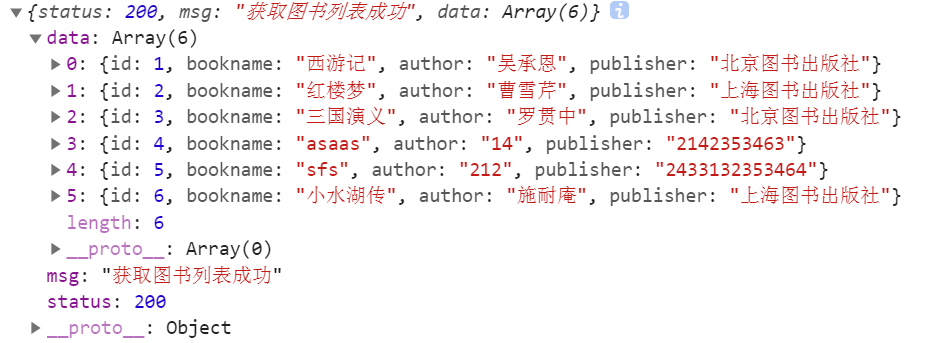 {status: 200, msg: "获取图书列表成功", data: Array(6)} i
data: Array(6)
0: {id: 1, bookname: "西游记", author: "吴承恩", publisher: "北京图书出版社"}
1: {id: 2, bookname: "红楼梦", author: "曹雪芹", publisher: "上海图书出版社"}
2: {id: 3, bookname: "三国演义", author: "罗贯中", publisher: "北京图书出版社"}
3: {id: 4, bookname: "asaas", author: "14", publisher: "2142353463"}
4: {id: 5, bookname: "sfs", author: "212", publisher: "2433132353464"}
5: {id: 6, bookname: "小水湖传", author: "施耐庵", publisher: "上海图书出版社"}
length: 6
__proto__: Array(0)
msg: "获取图书列表成功"
status: 200
__proto__: Object